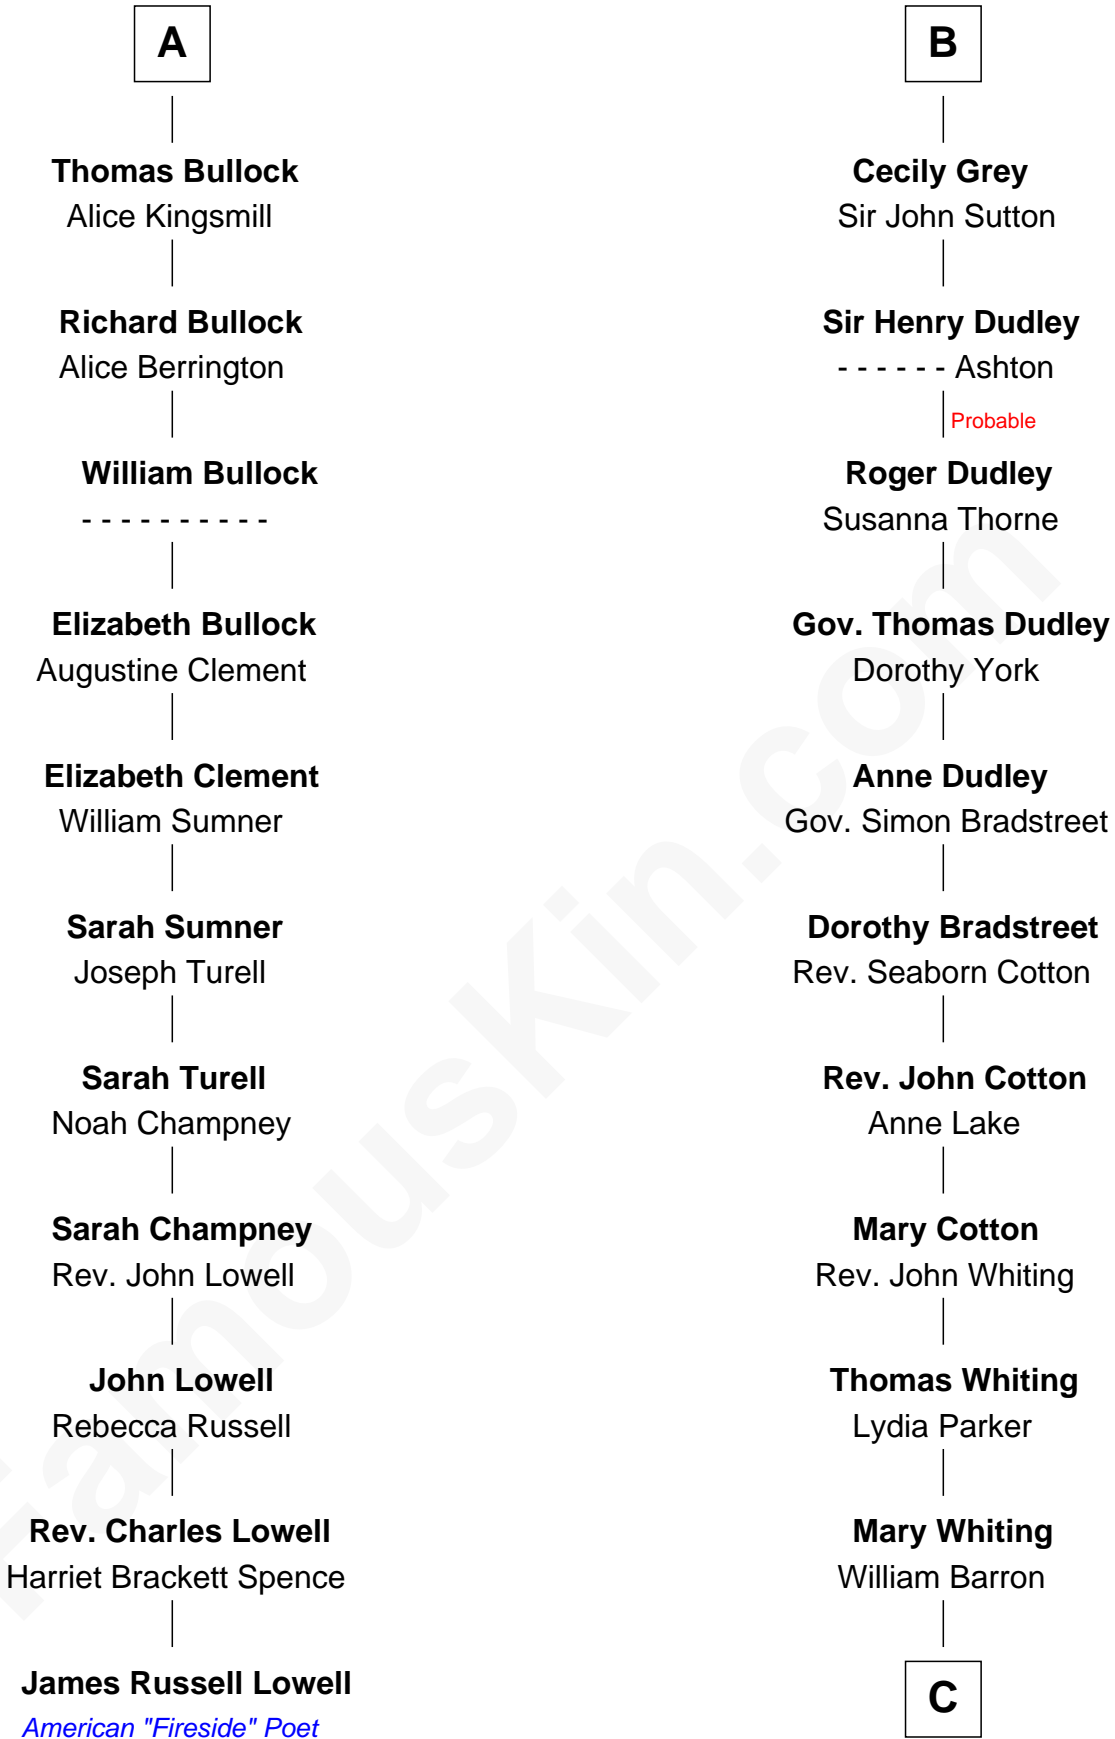 A
Thomas Bullock
Alice Kingsmill
Richard Bullock
Alice Berrington
William Bullock
- - - - - - - - - -
Elizabeth Bullock
Augustine Clement
Elizabeth Clement
William Sumner
Sarah Sumner
Joseph Turell
Sarah Turell
Noah Champney
Sarah Champney
Rev. John Lowell
John Lowell
Rebecca Russell
Rev. Charles Lowell
Harriet Brackett Spence
James Russell Lowell
American "Fireside" Poet
B
Cecily Grey
Sir John Sutton
Sir Henry Dudley
- - - - - - Ashton
Probable
Roger Dudley
Susanna Thorne
Gov. Thomas Dudley
Dorothy York
Anne Dudley
Gov. Simon Bradstreet
Dorothy Bradstreet
Rev. Seaborn Cotton
Rev. John Cotton
Anne Lake
Mary Cotton
Rev. John Whiting
Thomas Whiting
Lydia Parker
Mary Whiting
William Barron
C
FamousKin.com